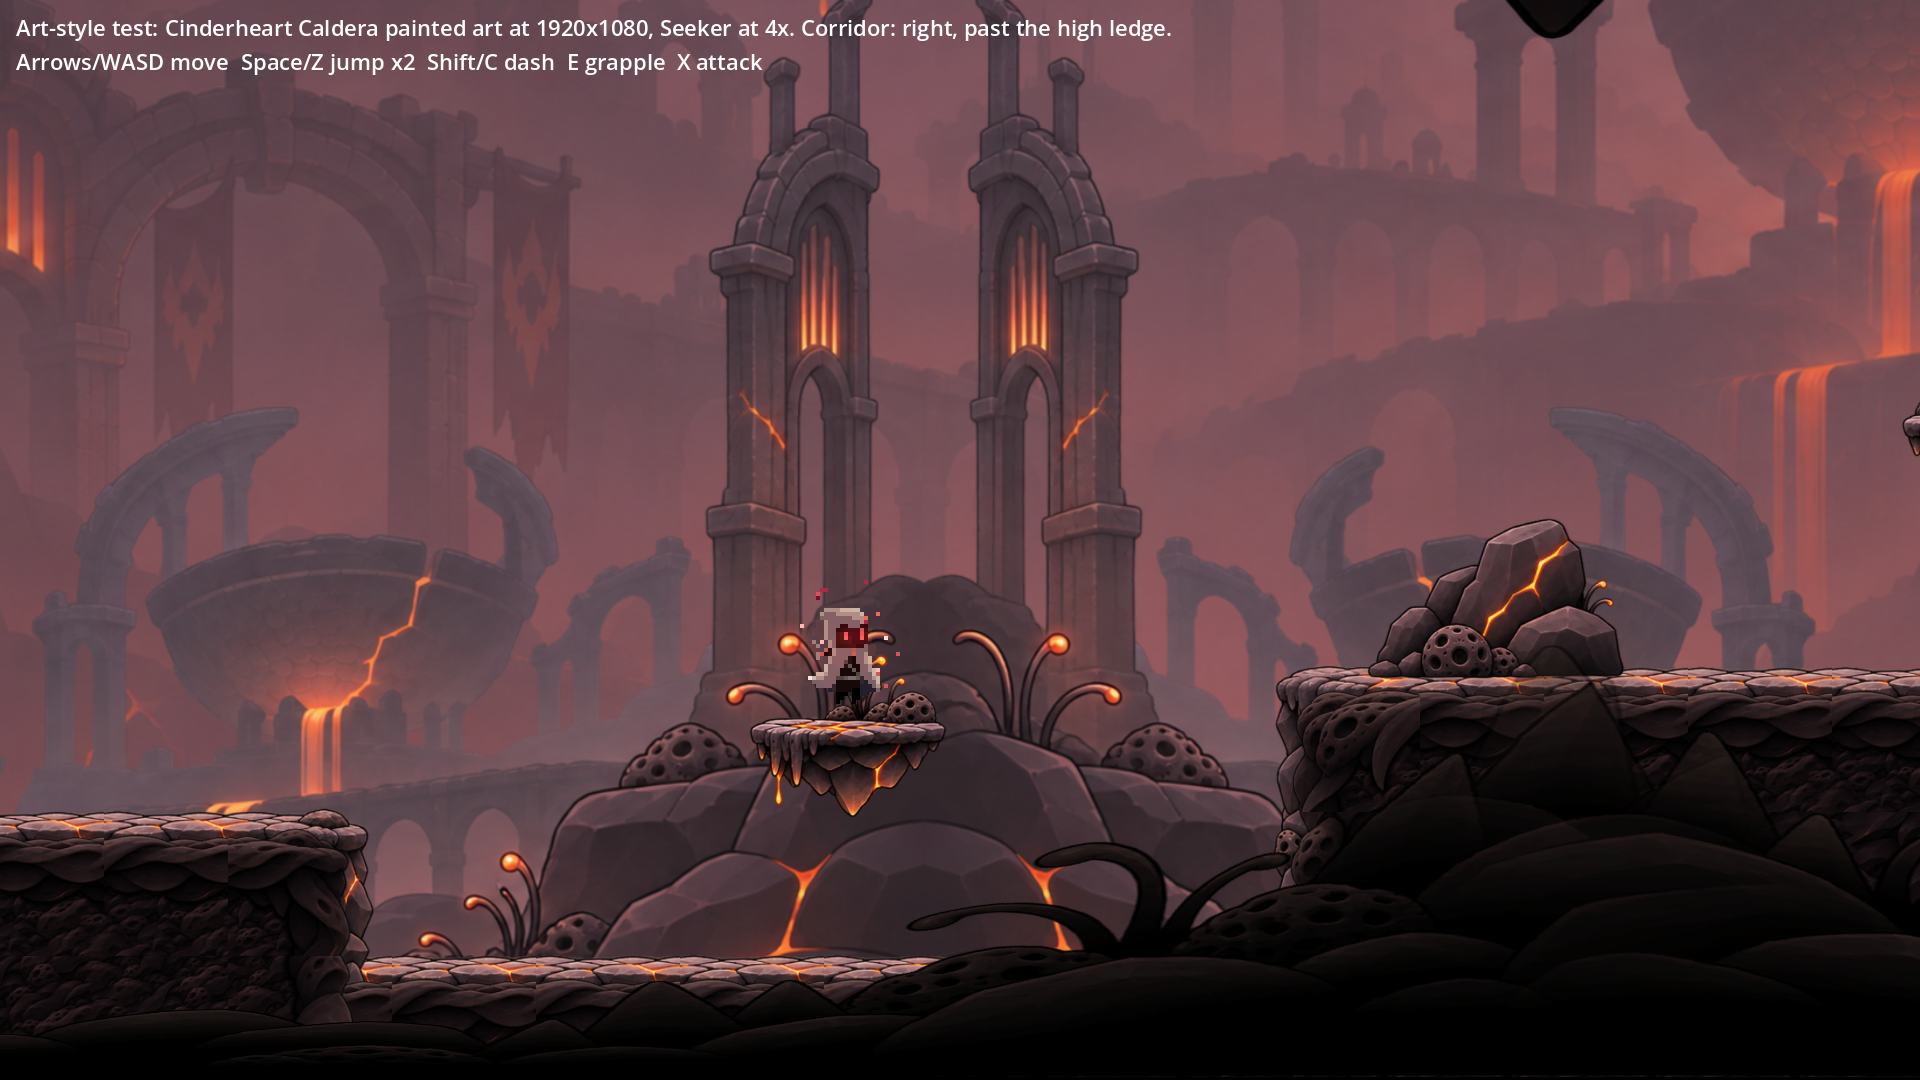 Art-style test: Cinderheart Caldera painted art at 1920x1080, Seeker at 4x. Corridor: right, past the high ledge.
Arrows/WASD move  Space/Z jump x2  Shift/C dash  E grapple  X attack